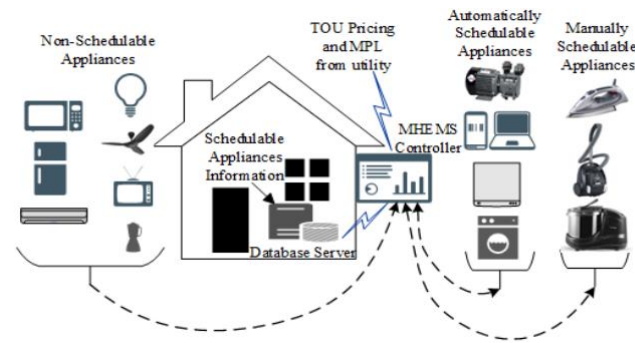 Non-Schedulable
Appliances
TOU Pricing
and MPL
from utility
Automatically
Schedulable
Appliances
Manually
Schedulable
Appliances
MHEMS
Controller
Schedulable
Appliances
Information
Database Server